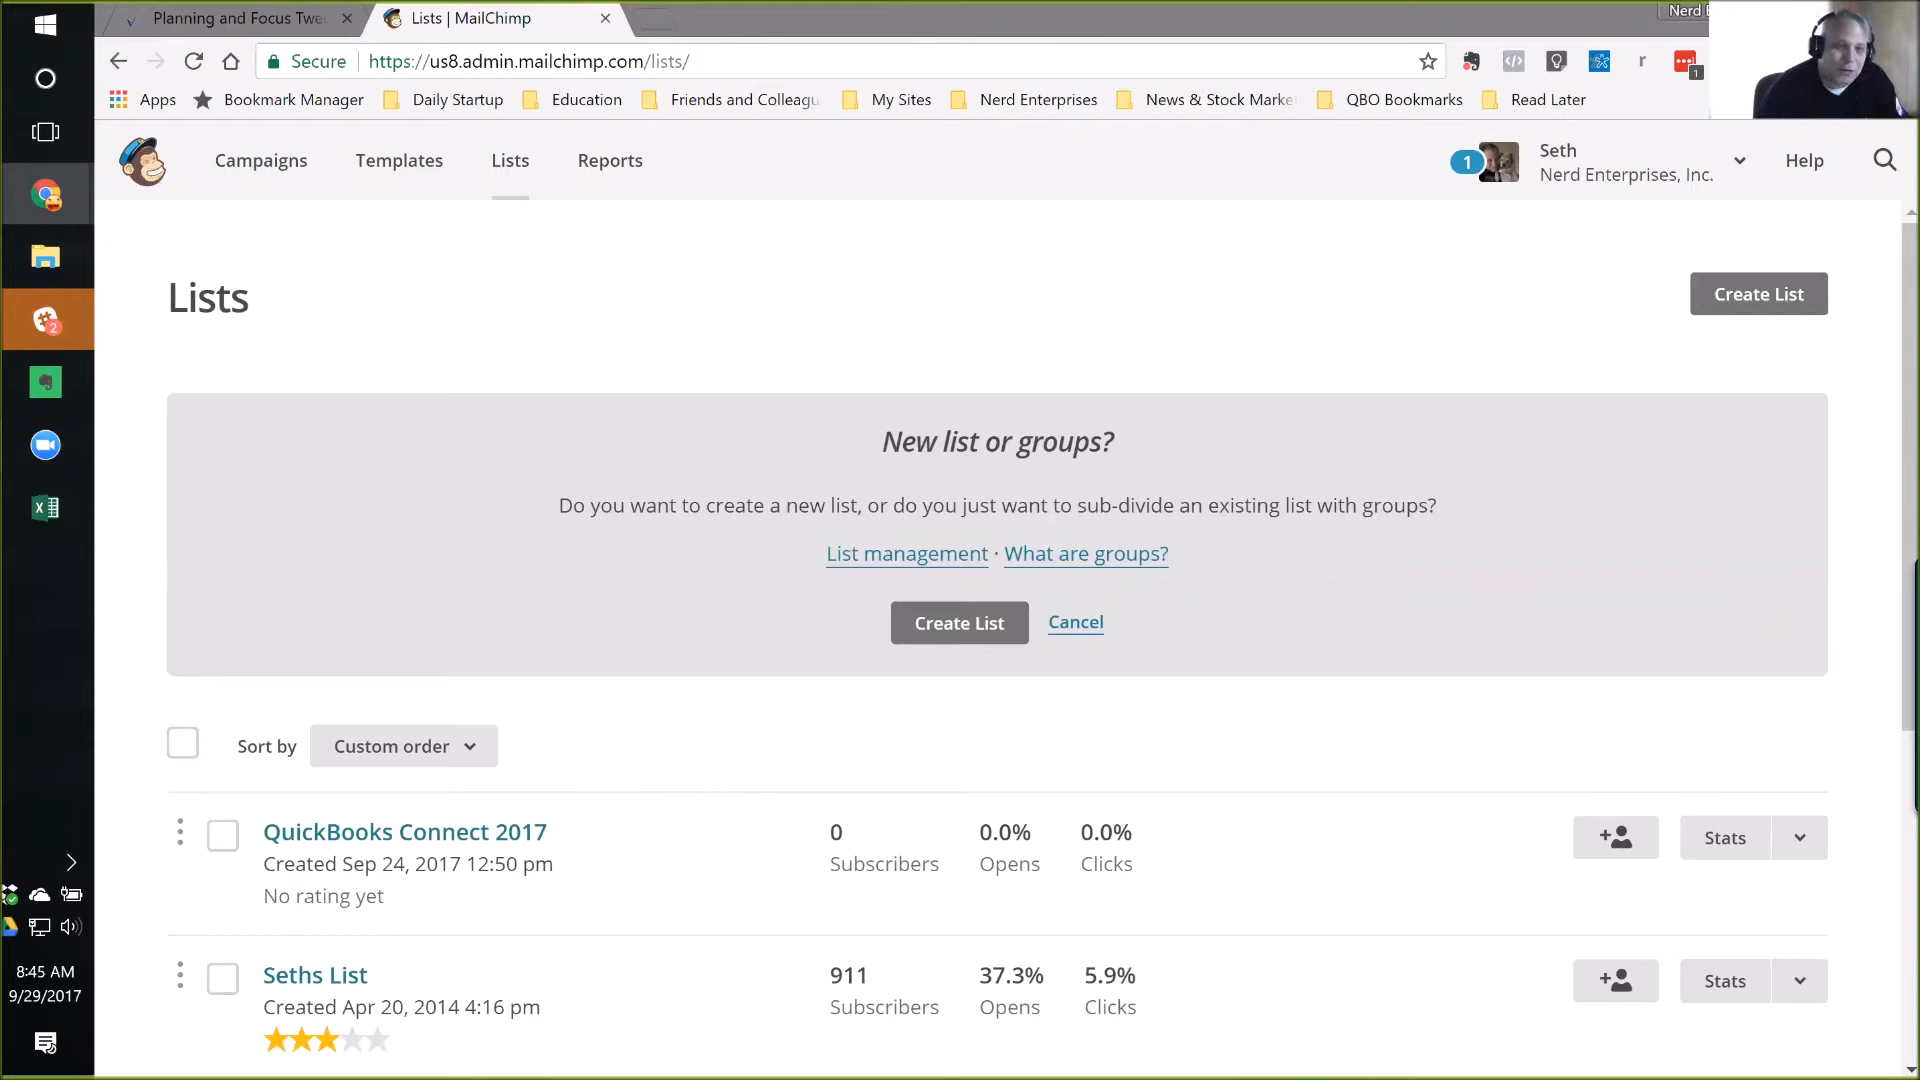 Planning and Focus Twe
Lists | MailChimp
Nerd E
Secure
https://us8.admin.mailchimp.com/lists/
r
1
Apps
Bookmark Manager
Daily Startup
Education
Friends and Colleagu
My Sites
Nerd Enterprises
News & Stock Marke
QBO Bookmarks
Read Later
Campaigns
Templates
Lists
Reports
1
Seth
Nerd Enterprises, Inc.
Help
Lists
Create List
New list or groups?
Do you want to create a new list, or do you just want to sub-divide an existing list with groups?
List management · What are groups?
Create List
Cancel
Sort by
Custom order
QuickBooks Connect 2017
Created Sep 24, 2017 12:50 pm
No rating yet
0
Subscribers
0.0%
Opens
0.0%
Clicks
Stats
Seths List
Created Apr 20, 2014 4:16 pm
911
Subscribers
37.3%
Opens
5.9%
Clicks
Stats
2
8:45 AM
9/29/2017